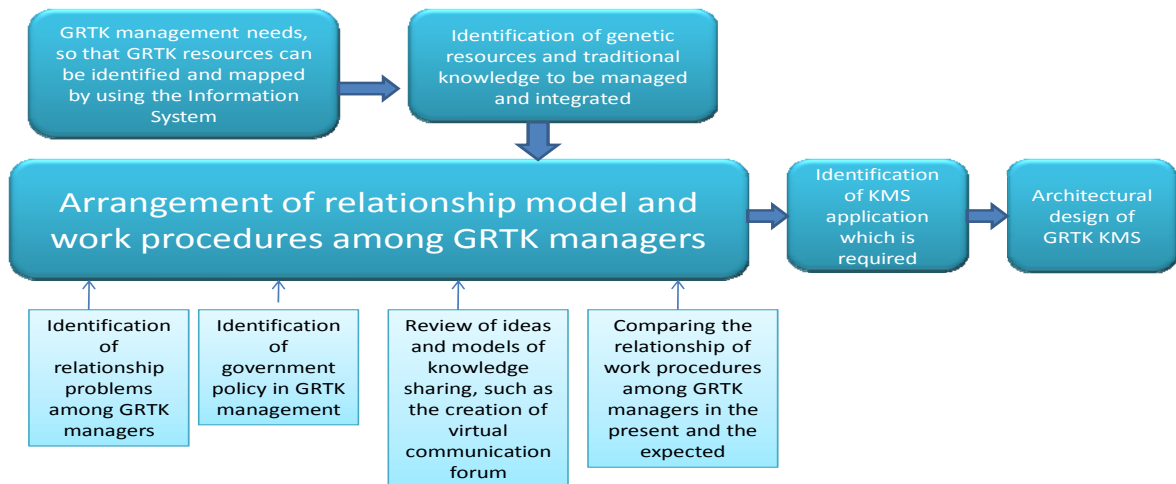 GRTK management needs,
so that GRTK resources can
be identified and mapped
by using the Information
System
Identification of genetic
resources and traditional
knowledge to be managed
and integrated
Arrangement of relationship model and
work procedures among GRTK managers
Identification
of KMS
application
which is
required
Architectural
design of
GRTK KMS
Identification
of
relationship
problems
among GRTK
managers
Identification
of
government
policy in GRTK
management
Review of ideas
and models of
knowledge
sharing, such as
the creation of
virtual
communication
forum
Comparing the
relationship of
work procedures
among GRTK
managers in the
present and the
expected